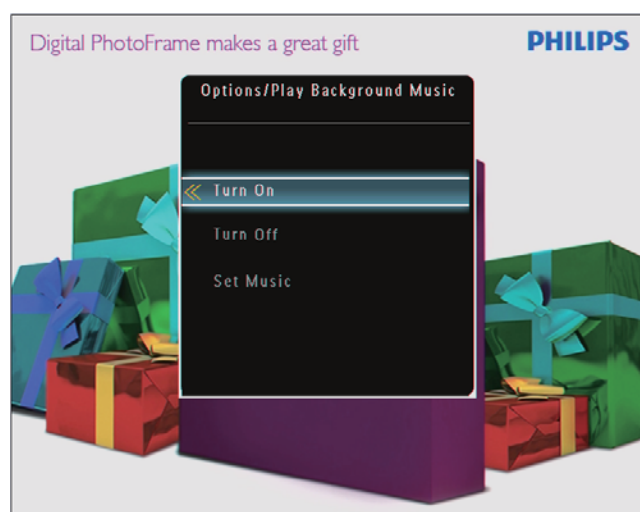 Digital PhotoFrame makes a great gift
PHILIPS
Options/Play Background Music
Turn On
Turn Off
Set Music